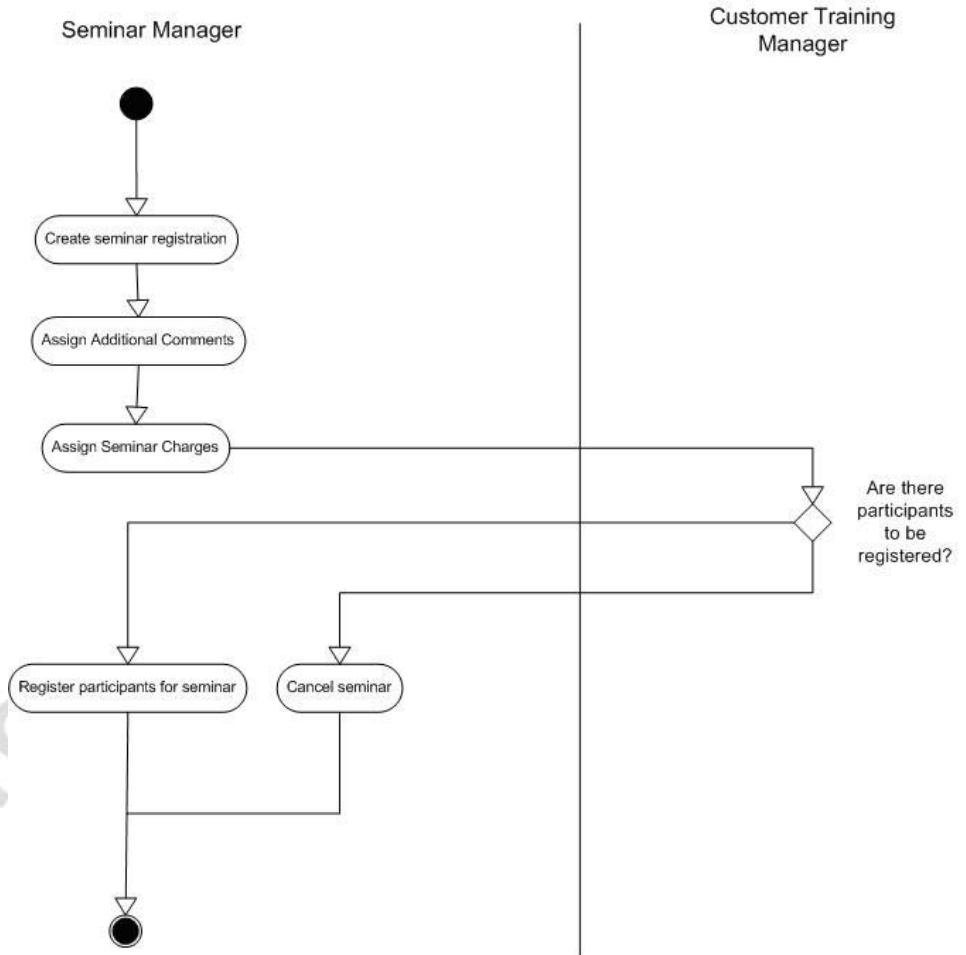 Seminar Manager
Customer Training
Manager
Create seminar registration
Assign Additional Comments
Assign Seminar Charges
Are there
participants
to be
registered?
Register participants for seminar
Cancel seminar